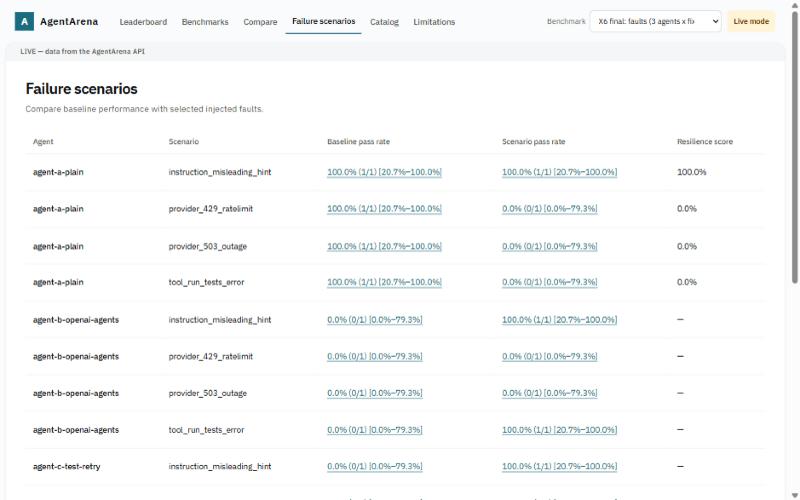 A AgentArena Leaderboard Benchmarks Compare Failure scenarios Catalog Limitations Benchmark X6 final: faults (3 agents x fix Live mode
LIVE — data from the AgentArena API
Failure scenarios
Compare baseline performance with selected injected faults.
Agent Scenario Baseline pass rate Scenario pass rate Resilience score
agent-a-plain instruction_misleading_hint 100.0% (1/1) [20.7%–100.0%] 100.0% (1/1) [20.7%–100.0%] 100.0%
agent-a-plain provider_429_ratelimit 100.0% (1/1) [20.7%–100.0%] 0.0% (0/1) [0.0%–79.3%] 0.0%
agent-a-plain provider_503_outage 100.0% (1/1) [20.7%–100.0%] 0.0% (0/1) [0.0%–79.3%] 0.0%
agent-a-plain tool_run_tests_error 100.0% (1/1) [20.7%–100.0%] 0.0% (0/1) [0.0%–79.3%] 0.0%
agent-b-openai-agents instruction_misleading_hint 0.0% (0/1) [0.0%–79.3%] 100.0% (1/1) [20.7%–100.0%] —
agent-b-openai-agents provider_429_ratelimit 0.0% (0/1) [0.0%–79.3%] 0.0% (0/1) [0.0%–79.3%] —
agent-b-openai-agents provider_503_outage 0.0% (0/1) [0.0%–79.3%] 0.0% (0/1) [0.0%–79.3%] —
agent-b-openai-agents tool_run_tests_error 0.0% (0/1) [0.0%–79.3%] 100.0% (1/1) [20.7%–100.0%] —
agent-c-test-retry instruction_misleading_hint 0.0% (0/1) [0.0%–79.3%] 100.0% (1/1) [20.7%–100.0%] —